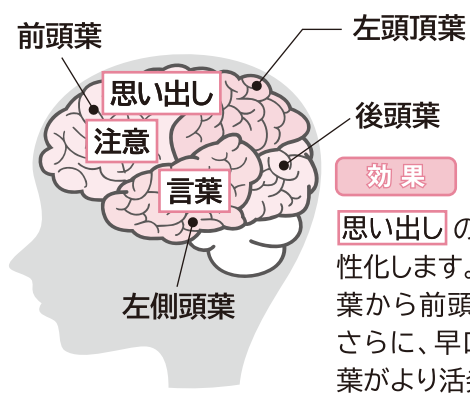 前頭葉
左頭頂葉
思い出し
注意
後頭葉
言葉
左側頭葉
効果
思い出し の
性化します
葉から前頭
さらに、早口
葉がより活